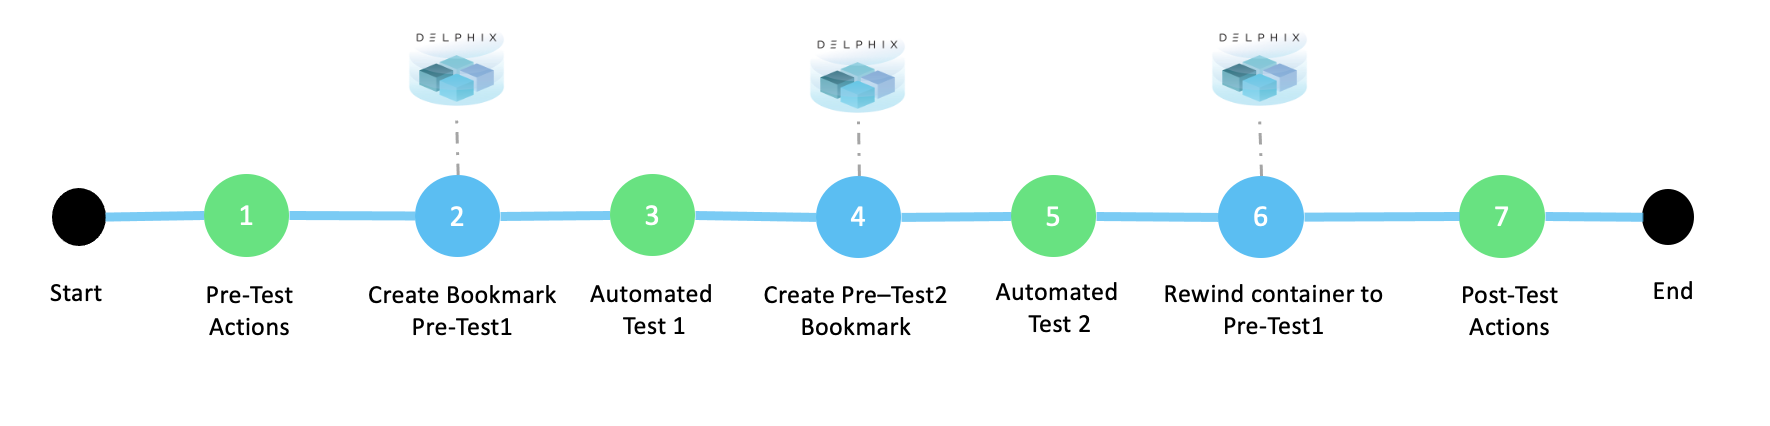 DELPHIX
DELPHIX
DELPHIX
1
2
3
4
5
6
7
Start
Pre-Test
Actions
Create Bookmark
Pre-Test1
Automated
Test 1
Create Pre–Test2
Bookmark
Automated
Test 2
Rewind container to
Pre-Test1
Post-Test
Actions
End